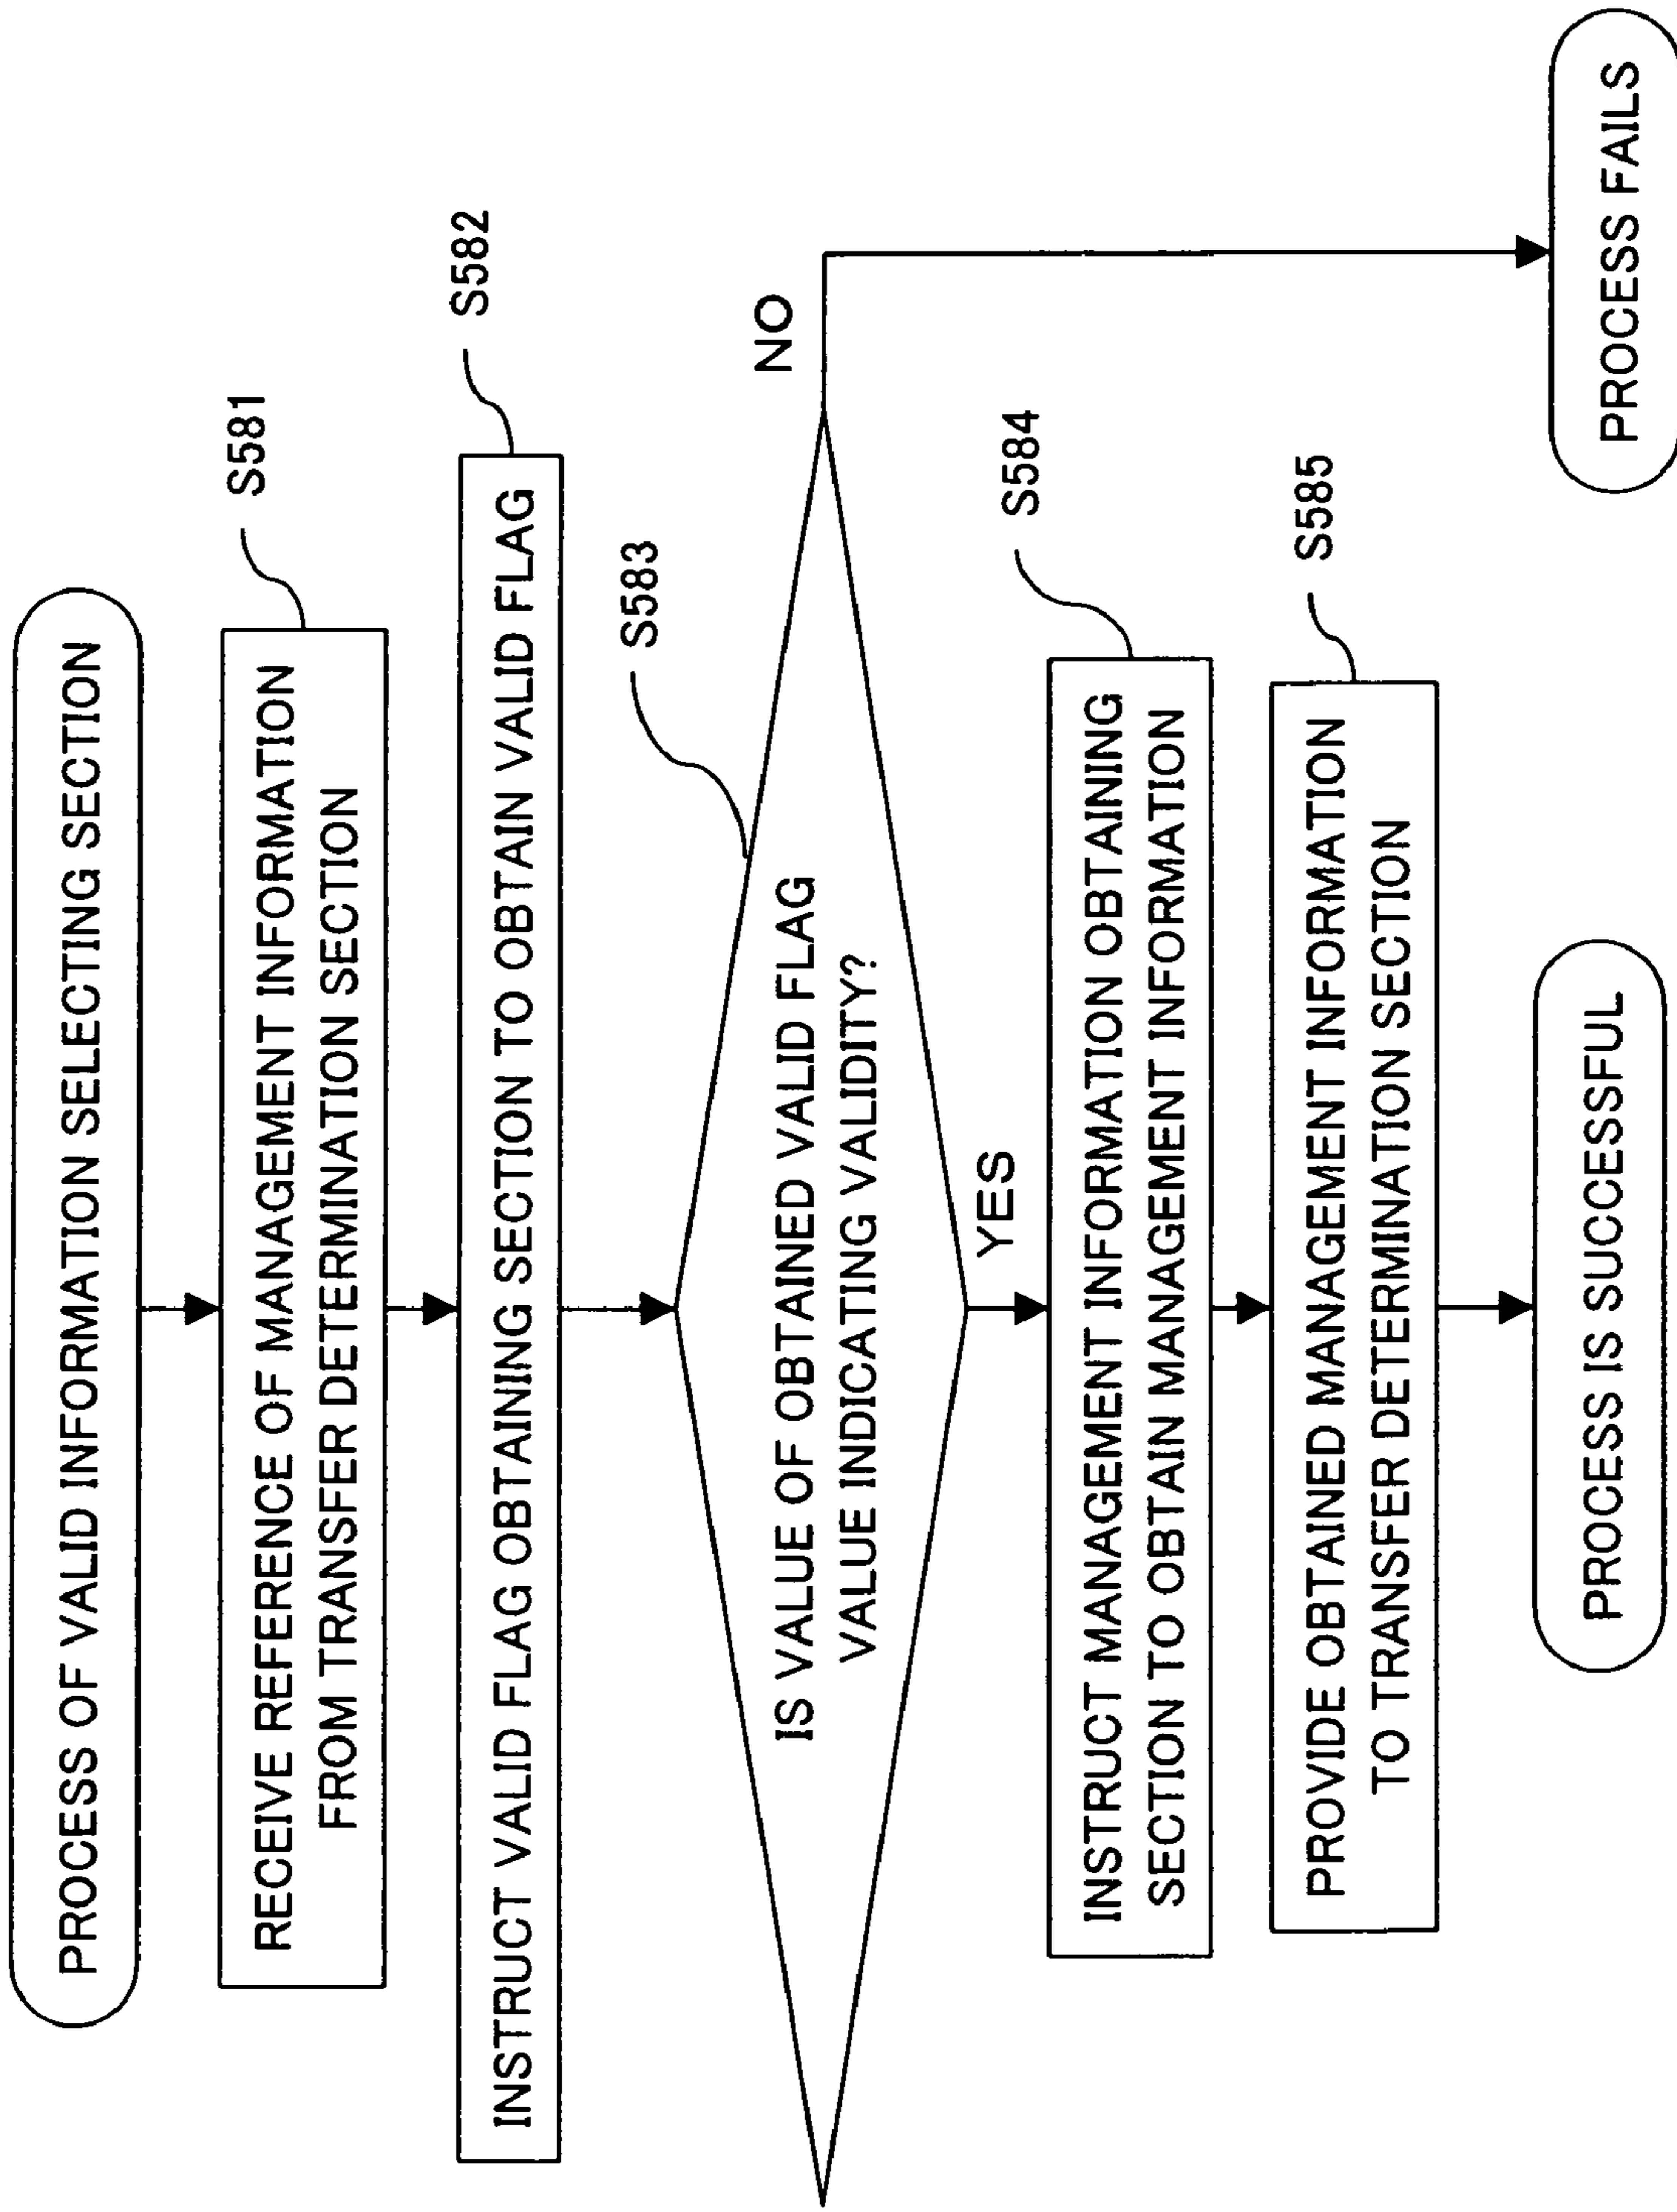 PROCESS OF VALID INFORMATION SELECTING SECTION
S581
RECEIVE REFERENCE OF MANAGEMENT INFORMATION
FROM TRANSFER DETERMINATION SECTION
S582
INSTRUCT VALID FLAG OBTAINING SECTION TO OBTAIN VALID FLAG
S583
IS VALUE OF OBTAINED VALID FLAG
VALUE INDICATING VALIDITY?
NO
YES
S584
INSTRUCT MANAGEMENT INFORMATION OBTAINING
SECTION TO OBTAIN MANAGEMENT INFORMATION
S585
PROVIDE OBTAINED MANAGEMENT INFORMATION
TO TRANSFER DETERMINATION SECTION
PROCESS IS SUCCESSFUL
PROCESS FAILS